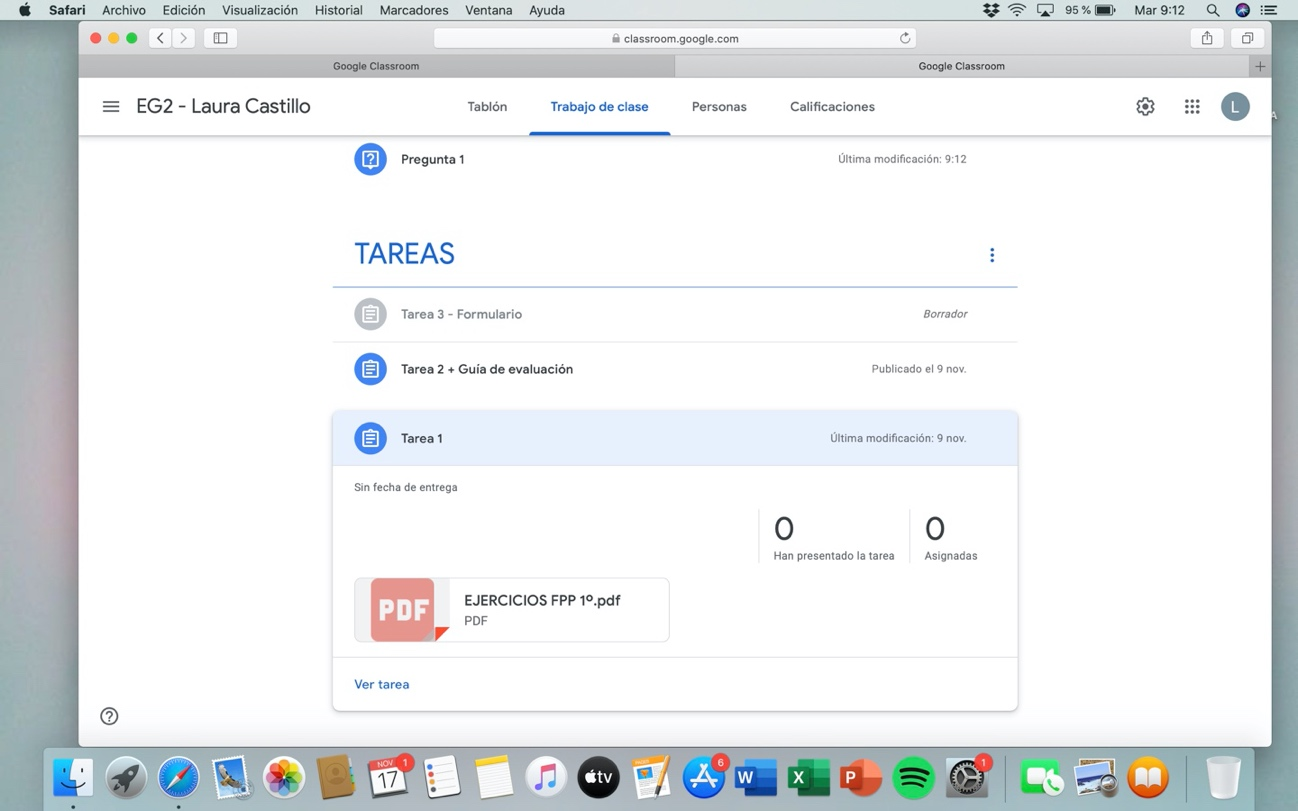 Safari Archivo Edición Visualización Historial Marcadores Ventana Ayuda 95 % Mar 9:12
classroom.google.com
Google Classroom Google Classroom
EG2 - Laura Castillo Tablón Trabajo de clase Personas Calificaciones L
Pregunta 1 Última modificación: 9:12
TAREAS
Tarea 3 - Formulario Borrador
Tarea 2 + Guía de evaluación Publicado el 9 nov.
Tarea 1 Última modificación: 9 nov.
Sin fecha de entrega
0 0
Han presentado la tarea Asignadas
PDF EJERCICIOS FPP 1º.pdf
PDF
Ver tarea
NOV 1 6 1
17 tv W X P